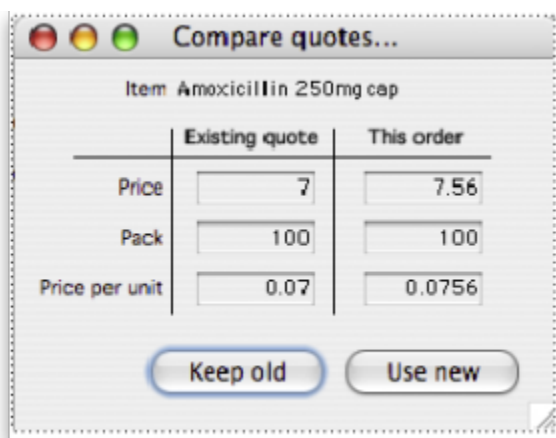 Compare quotes...
Item Amoxicillin 250mg cap
Existing quote This order
Price 7 7.56
Pack 100 100
Price per unit 0.07 0.0756
Keep old Use new